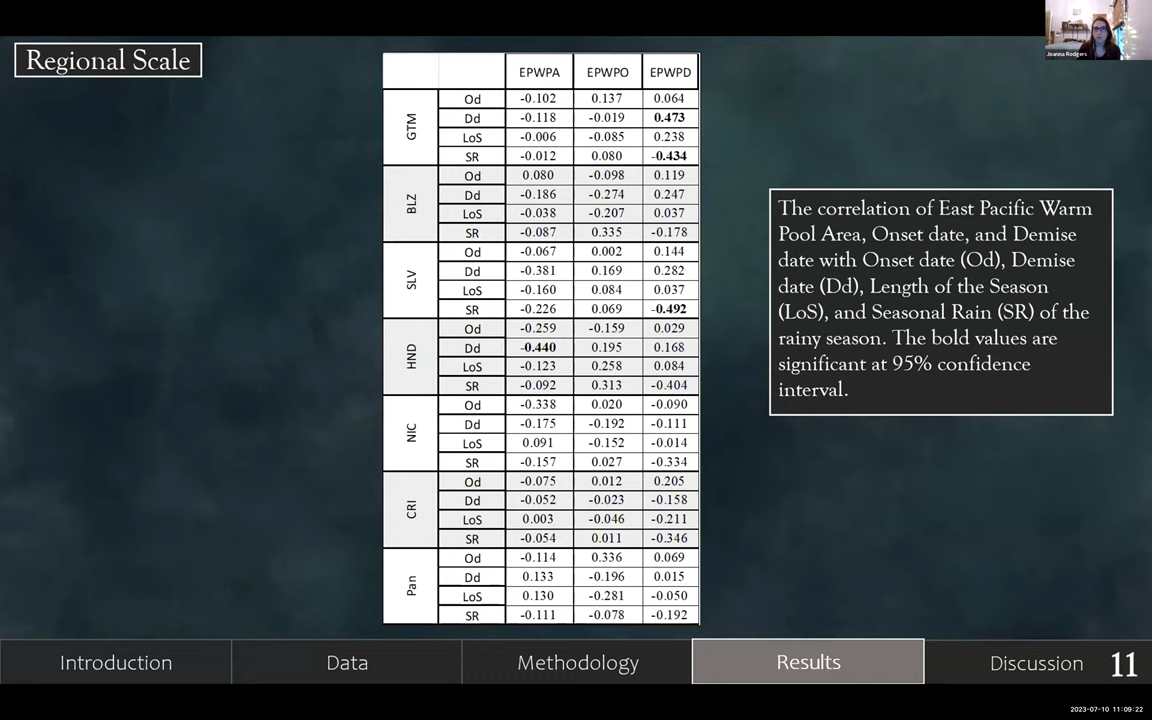 Regional Scale
Joanna Rodgers
EPWPA EPWPO EPWPD
GTM
Od -0.102 0.137 0.064
Dd -0.118 -0.019 0.473
LoS -0.006 -0.085 0.238
SR -0.012 0.080 -0.434
BLZ
Od 0.080 -0.098 0.119
Dd -0.186 -0.274 0.247
LoS -0.038 -0.207 0.037
SR -0.087 0.335 -0.178
SLV
Od -0.067 0.002 0.144
Dd -0.381 0.169 0.282
LoS -0.160 0.084 0.037
SR -0.226 0.069 -0.492
HND
Od -0.259 -0.159 0.029
Dd -0.440 0.195 0.168
LoS -0.123 0.258 0.084
SR -0.092 0.313 -0.404
NIC
Od -0.338 0.020 -0.090
Dd -0.175 -0.192 -0.111
LoS 0.091 -0.152 -0.014
SR -0.157 0.027 -0.334
CRI
Od -0.075 0.012 0.205
Dd -0.052 -0.023 -0.158
LoS 0.003 -0.046 -0.211
SR -0.054 0.011 -0.346
Pan
Od -0.114 0.336 0.069
Dd 0.133 -0.196 0.015
LoS 0.130 -0.281 -0.050
SR -0.111 -0.078 -0.192
The correlation of East Pacific Warm
Pool Area, Onset date, and Demise
date with Onset date (Od), Demise
date (Dd), Length of the Season
(LoS), and Seasonal Rain (SR) of the
rainy season. The bold values are
significant at 95% confidence
interval.
Introduction Data Methodology Results Discussion 11
2023-07-10 11:09:22